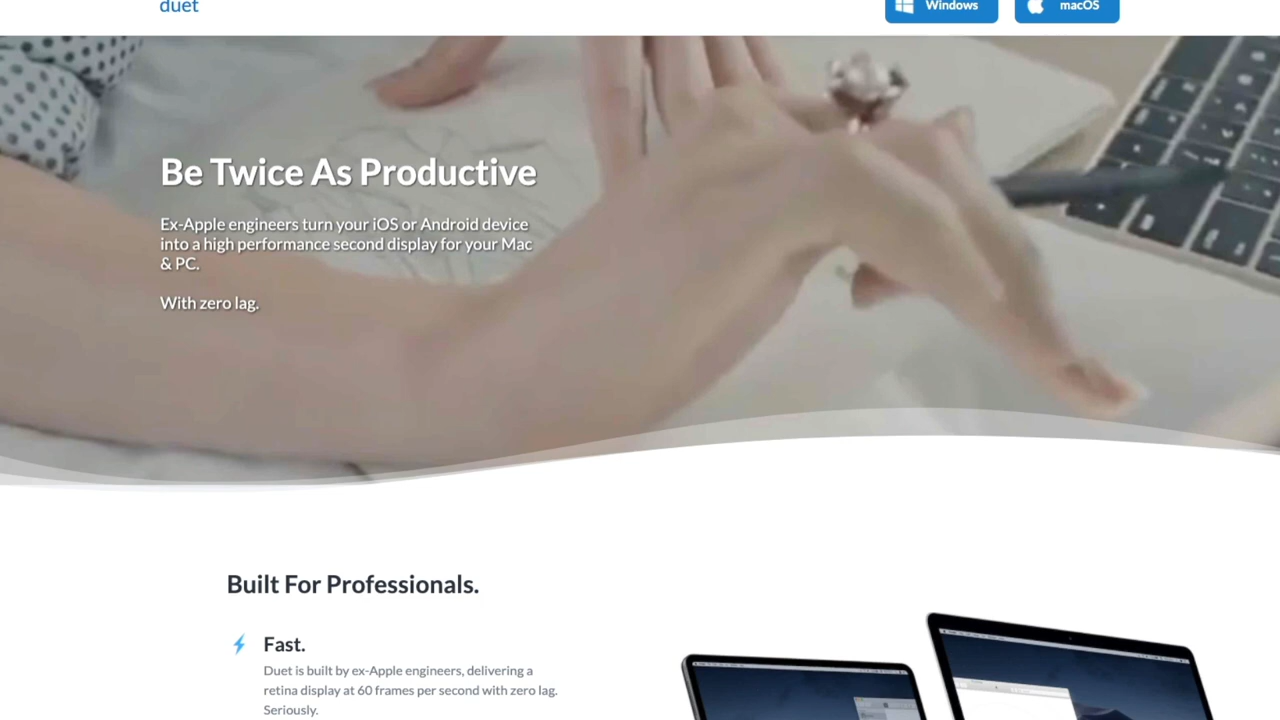 duet
Windows
macOS
Be Twice As Productive
Ex-Apple engineers turn your iOS or Android device
into a high performance second display for your Mac
& PC.
With zero lag.
Built For Professionals.
Fast.
Duet is built by ex-Apple engineers, delivering a
retina display at 60 frames per second with zero lag.
Seriously.